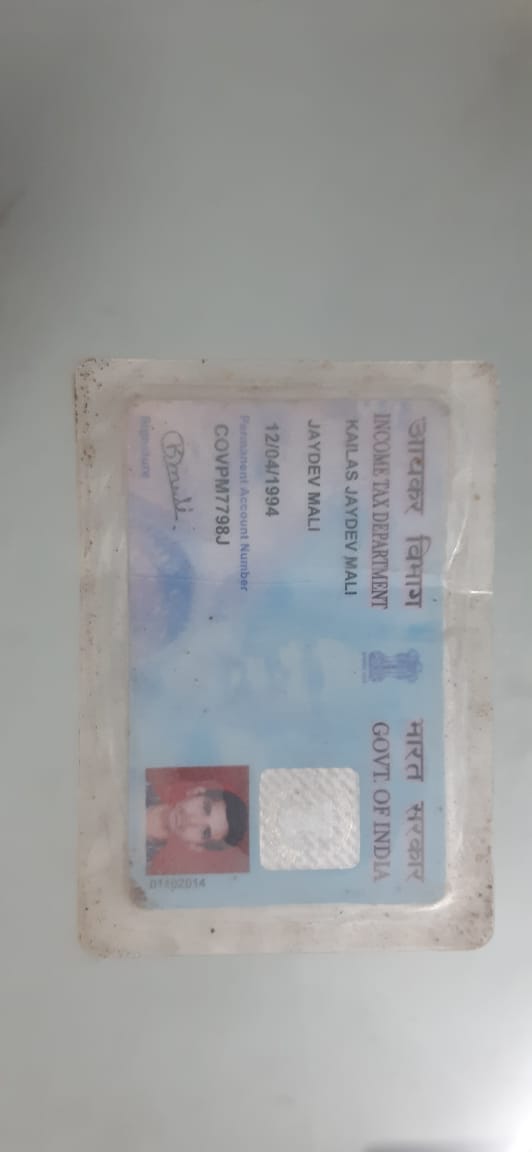 आयकर विभाग भारत सरकार
INCOME TAX DEPARTMENT GOVT. OF INDIA
KAILAS JAYDEV MALI
JAYDEV MALI
12/04/1994
Permanent Account Number
COVPM7798J
Signature